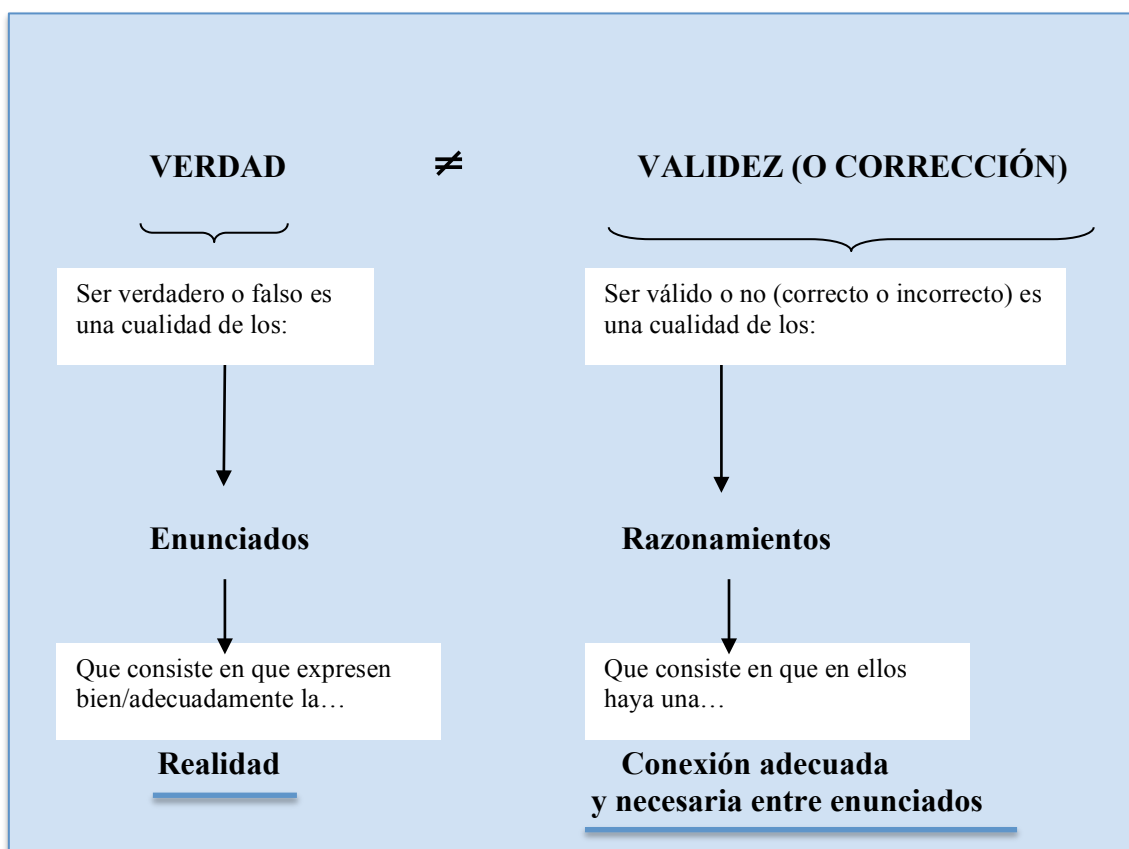 VERDAD ≠ VALIDEZ (O CORRECCIÓN)
Ser verdadero o falso es
una cualidad de los:
Ser válido o no (correcto o incorrecto) es
una cualidad de los:
Enunciados
Razonamientos
Que consiste en que expresen
bien/adecuadamente la…
Que consiste en que en ellos
haya una…
Realidad
Conexión adecuada
y necesaria entre enunciados